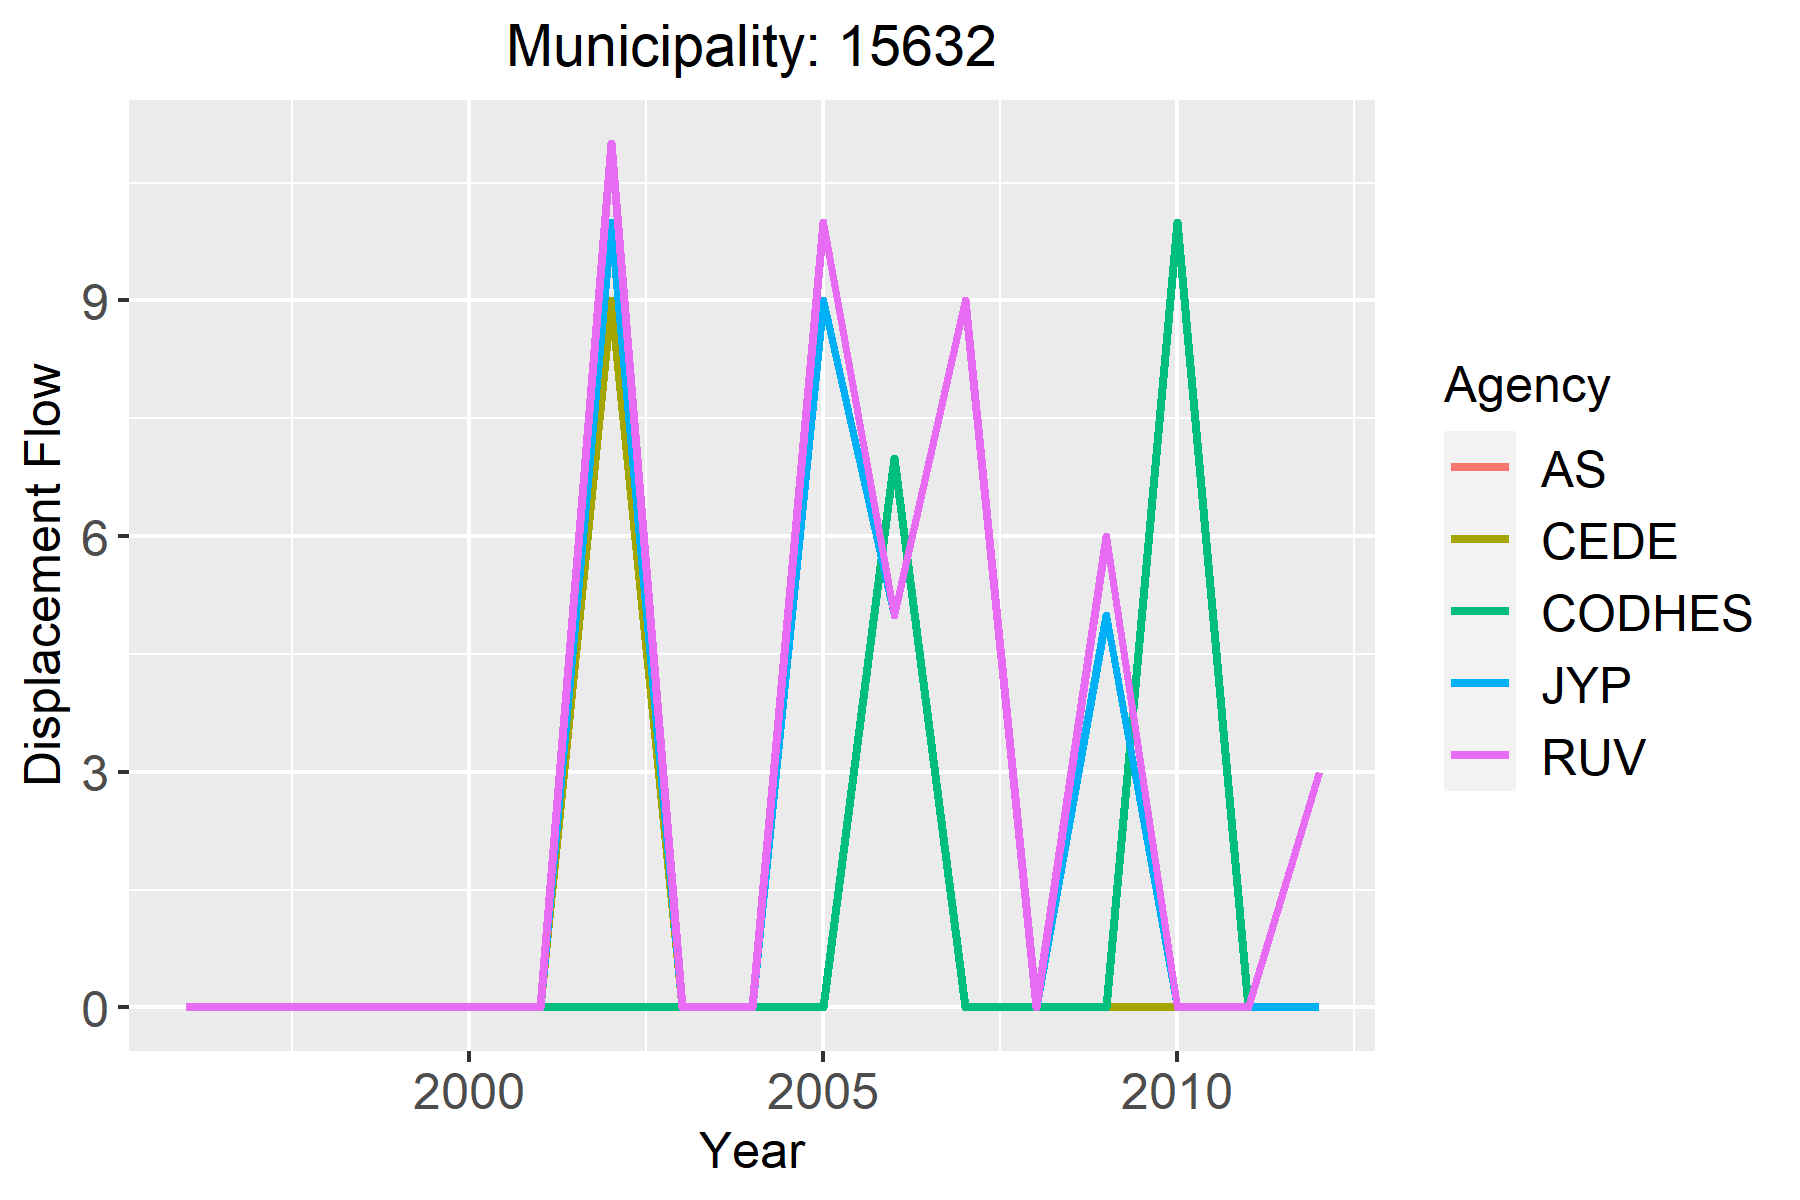 Municipality: 15632
Displacement Flow
9
6
3
0
2000 2005 2010
Year
Agency
AS
CEDE
CODHES
JYP
RUV